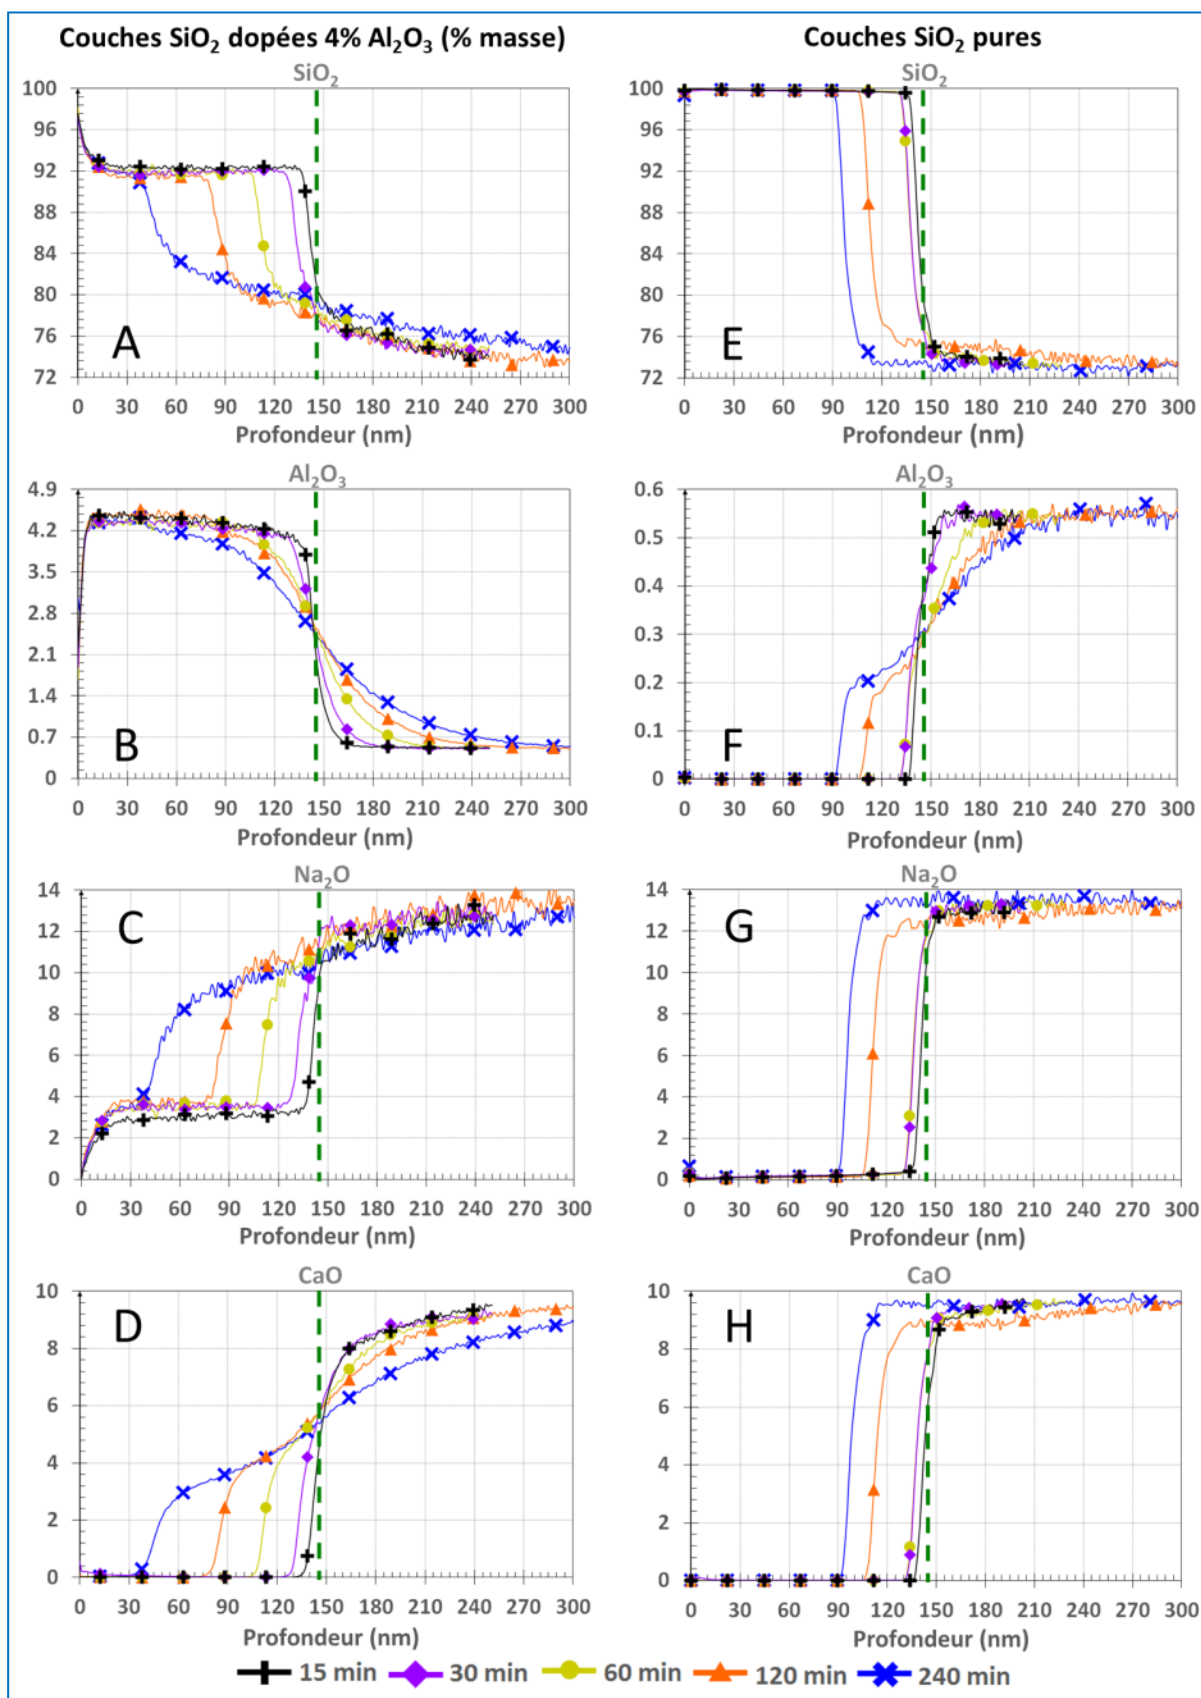 Couches SiO₂ dopées 4% Al₂O₃ (% masse)
Couches SiO₂ pures
SiO₂
100
96
92
88
84
80
76
72
A
0 30 60 90 120 150 180 210 240 270 300
Profondeur (nm)
SiO₂
100
96
92
88
84
80
76
72
E
0 30 60 90 120 150 180 210 240 270 300
Profondeur (nm)
Al₂O₃
4.9
4.2
3.5
2.8
2.1
1.4
0.7
0
B
0 30 60 90 120 150 180 210 240 270 300
Profondeur (nm)
Al₂O₃
0.6
0.5
0.4
0.3
0.2
0.1
0
F
0 30 60 90 120 150 180 210 240 270 300
Profondeur (nm)
Na₂O
14
12
10
8
6
4
2
0
C
0 30 60 90 120 150 180 210 240 270 300
Profondeur (nm)
Na₂O
14
12
10
8
6
4
2
0
G
0 30 60 90 120 150 180 210 240 270 300
Profondeur (nm)
CaO
10
8
6
4
2
0
D
0 30 60 90 120 150 180 210 240 270 300
Profondeur (nm)
CaO
10
8
6
4
2
0
H
0 30 60 90 120 150 180 210 240 270 300
Profondeur (nm)
15 min 30 min 60 min 120 min 240 min